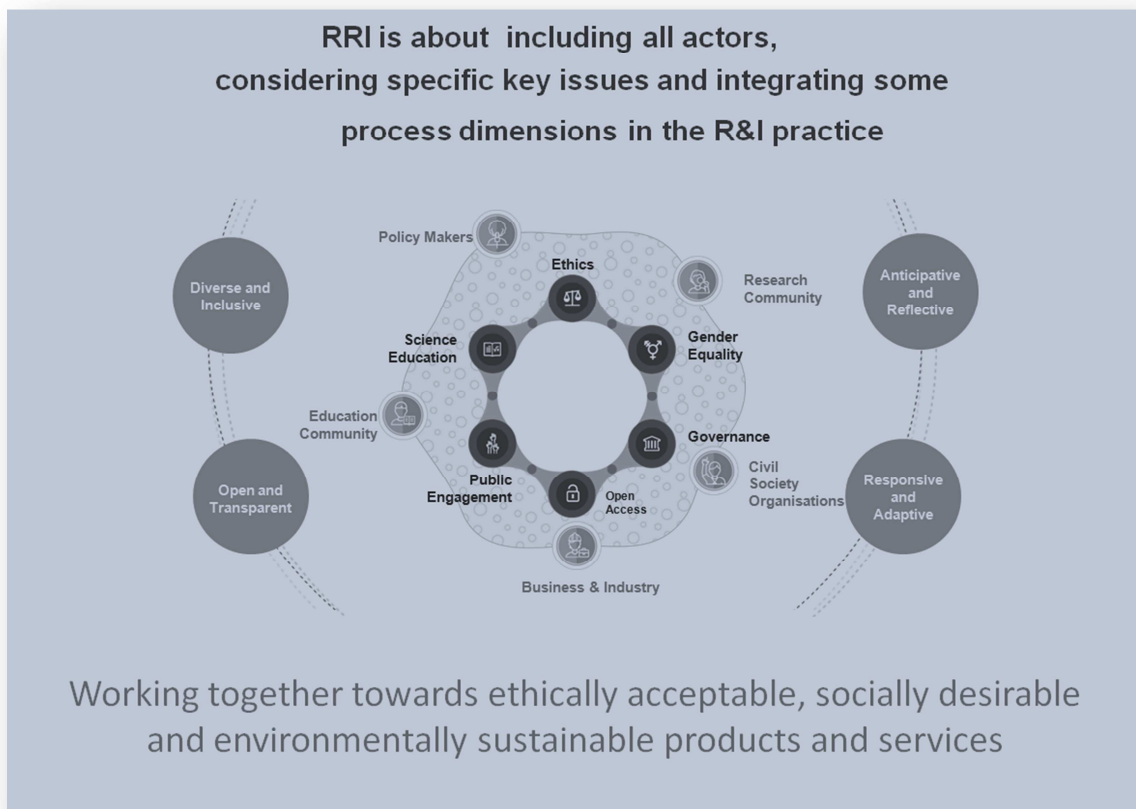 RRI is about including all actors,
considering specific key issues and integrating some
process dimensions in the R&I practice
Policy Makers
Ethics
Diverse and
Inclusive
Research
Community
Anticipative
and
Reflective
Science
Education
Gender
Equality
Education
Community
Governance
Public
Engagement
Open
Access
Civil
Society
Organisations
Open and
Transparent
Responsive
and
Adaptive
Business & Industry
Working together towards ethically acceptable, socially desirable
and environmentally sustainable products and services